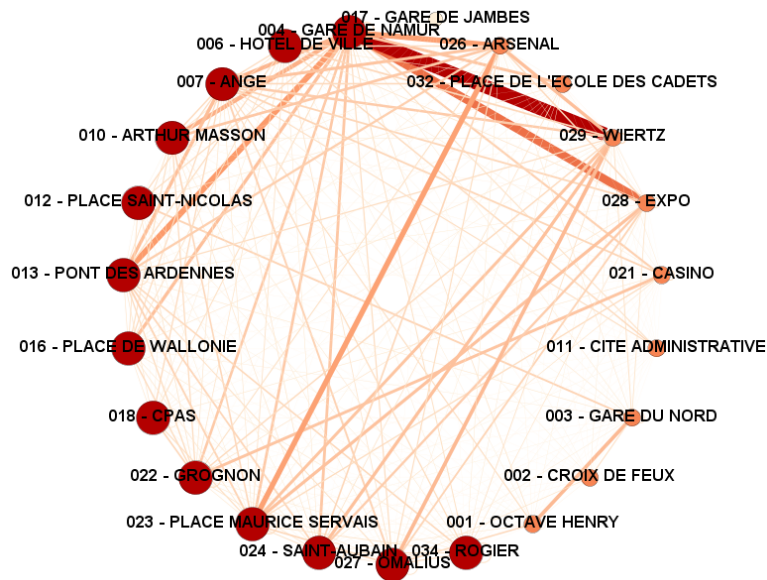 017 - GARE DE JAMBES
004 - GARE DE NAMUR
026 - ARSENAL
006 - HOTEL DE VILLE
007 - ANGE
032 - PLACE DE L'ECOLE DES CADETS
010 - ARTHUR MASSON
029 - WIERTZ
012 - PLACE SAINT-NICOLAS
028 - EXPO
013 - PONT DES ARDENNES
021 - CASINO
016 - PLACE DE WALLONIE
011 - CITE ADMINISTRATIVE
018 - CPAS
003 - GARE DU NORD
022 - GROGNON
002 - CROIX DE FEUX
023 - PLACE MAURICE SERVAIS
001 - OCTAVE HENRY
024 - SAINT-AUBAIN
034 - ROGIER
027 - OMALIUS